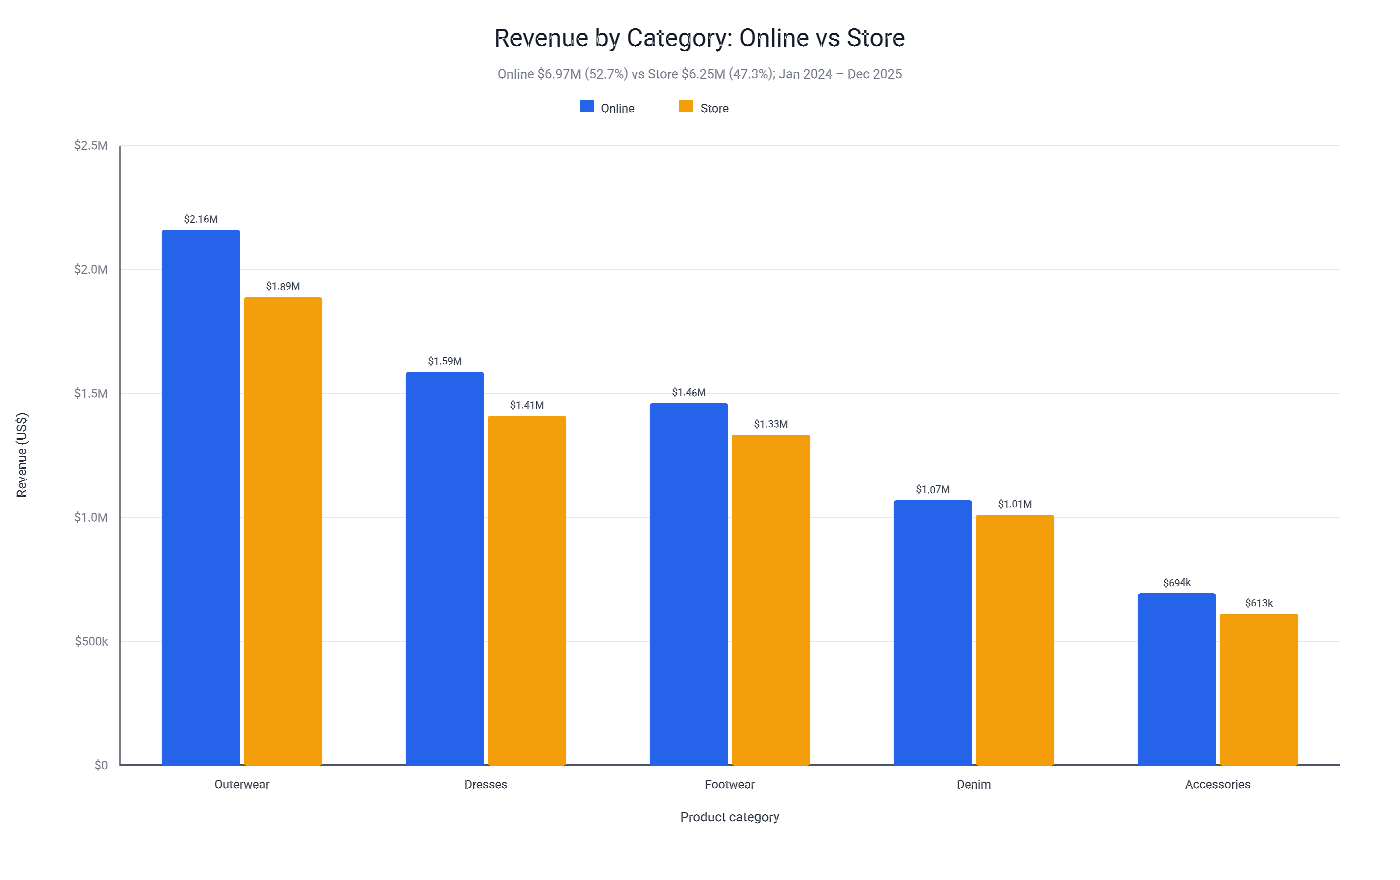 Revenue by Category: Online vs Store
Online $6.97M (52.7%) vs Store $6.25M (47.3%); Jan 2024 – Dec 2025
Online Store
$2.5M
$2.0M
$1.5M
$1.0M
$500k
$0
Revenue (US$)
$2.16M
$1.89M
$1.59M
$1.41M
$1.46M
$1.33M
$1.07M
$1.01M
$694k
$613k
Outerwear Dresses Footwear Denim Accessories
Product category